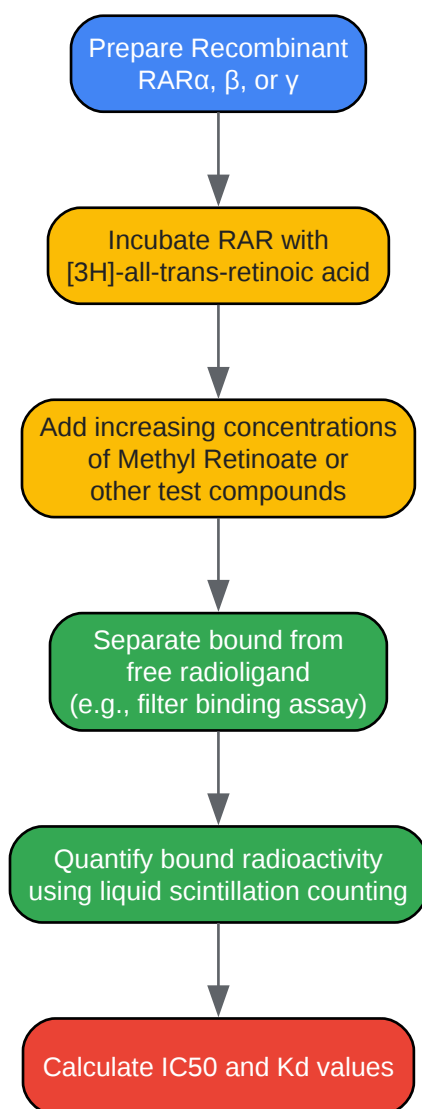 Prepare Recombinant
RARα, β, or γ
Incubate RAR with
[3H]-all-trans-retinoic acid
Add increasing concentrations
of Methyl Retinoate or
other test compounds
Separate bound from
free radioligand
(e.g., filter binding assay)
Quantify bound radioactivity
using liquid scintillation counting
Calculate IC50 and Kd values